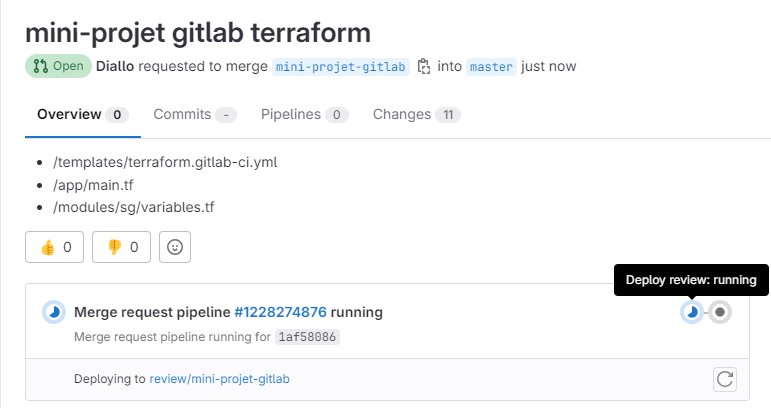 mini-projet gitlab terraform
Open Diallo requested to merge mini-projet-gitlab into master just now
Overview 0 Commits - Pipelines 0 Changes 11
• /templates/terraform.gitlab-ci.yml
• /app/main.tf
• /modules/sg/variables.tf
👍 0 👎 0
Deploy review: running
Merge request pipeline #1228274876 running
Merge request pipeline running for 1af58086
Deploying to review/mini-projet-gitlab